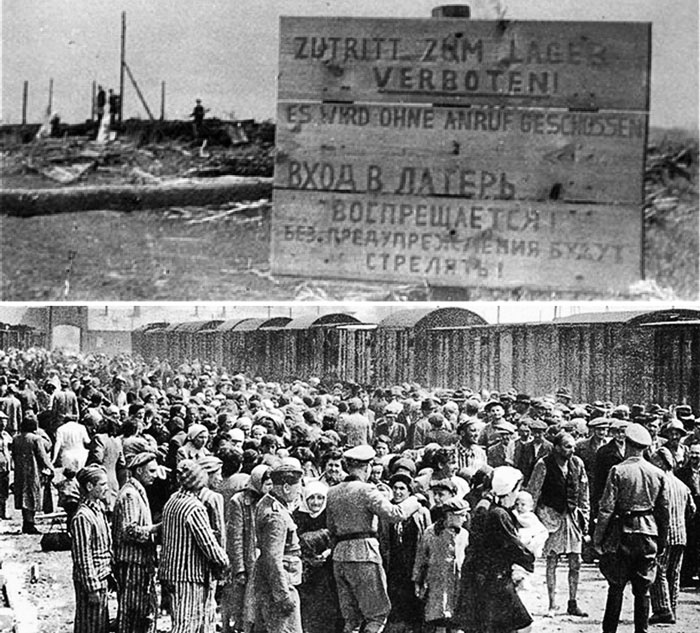 ZUTRITT ZUM LAGER
VERBOTEN!
ES WIRD OHNE ANRUF GESCHOSSEN
ВХОД В ЛАГЕРЬ
ВОСПРЕЩАЕТСЯ!
БЕЗ ПРЕДУПРЕЖДЕНИЯ БУДУТ
СТРЕЛЯТЬ!